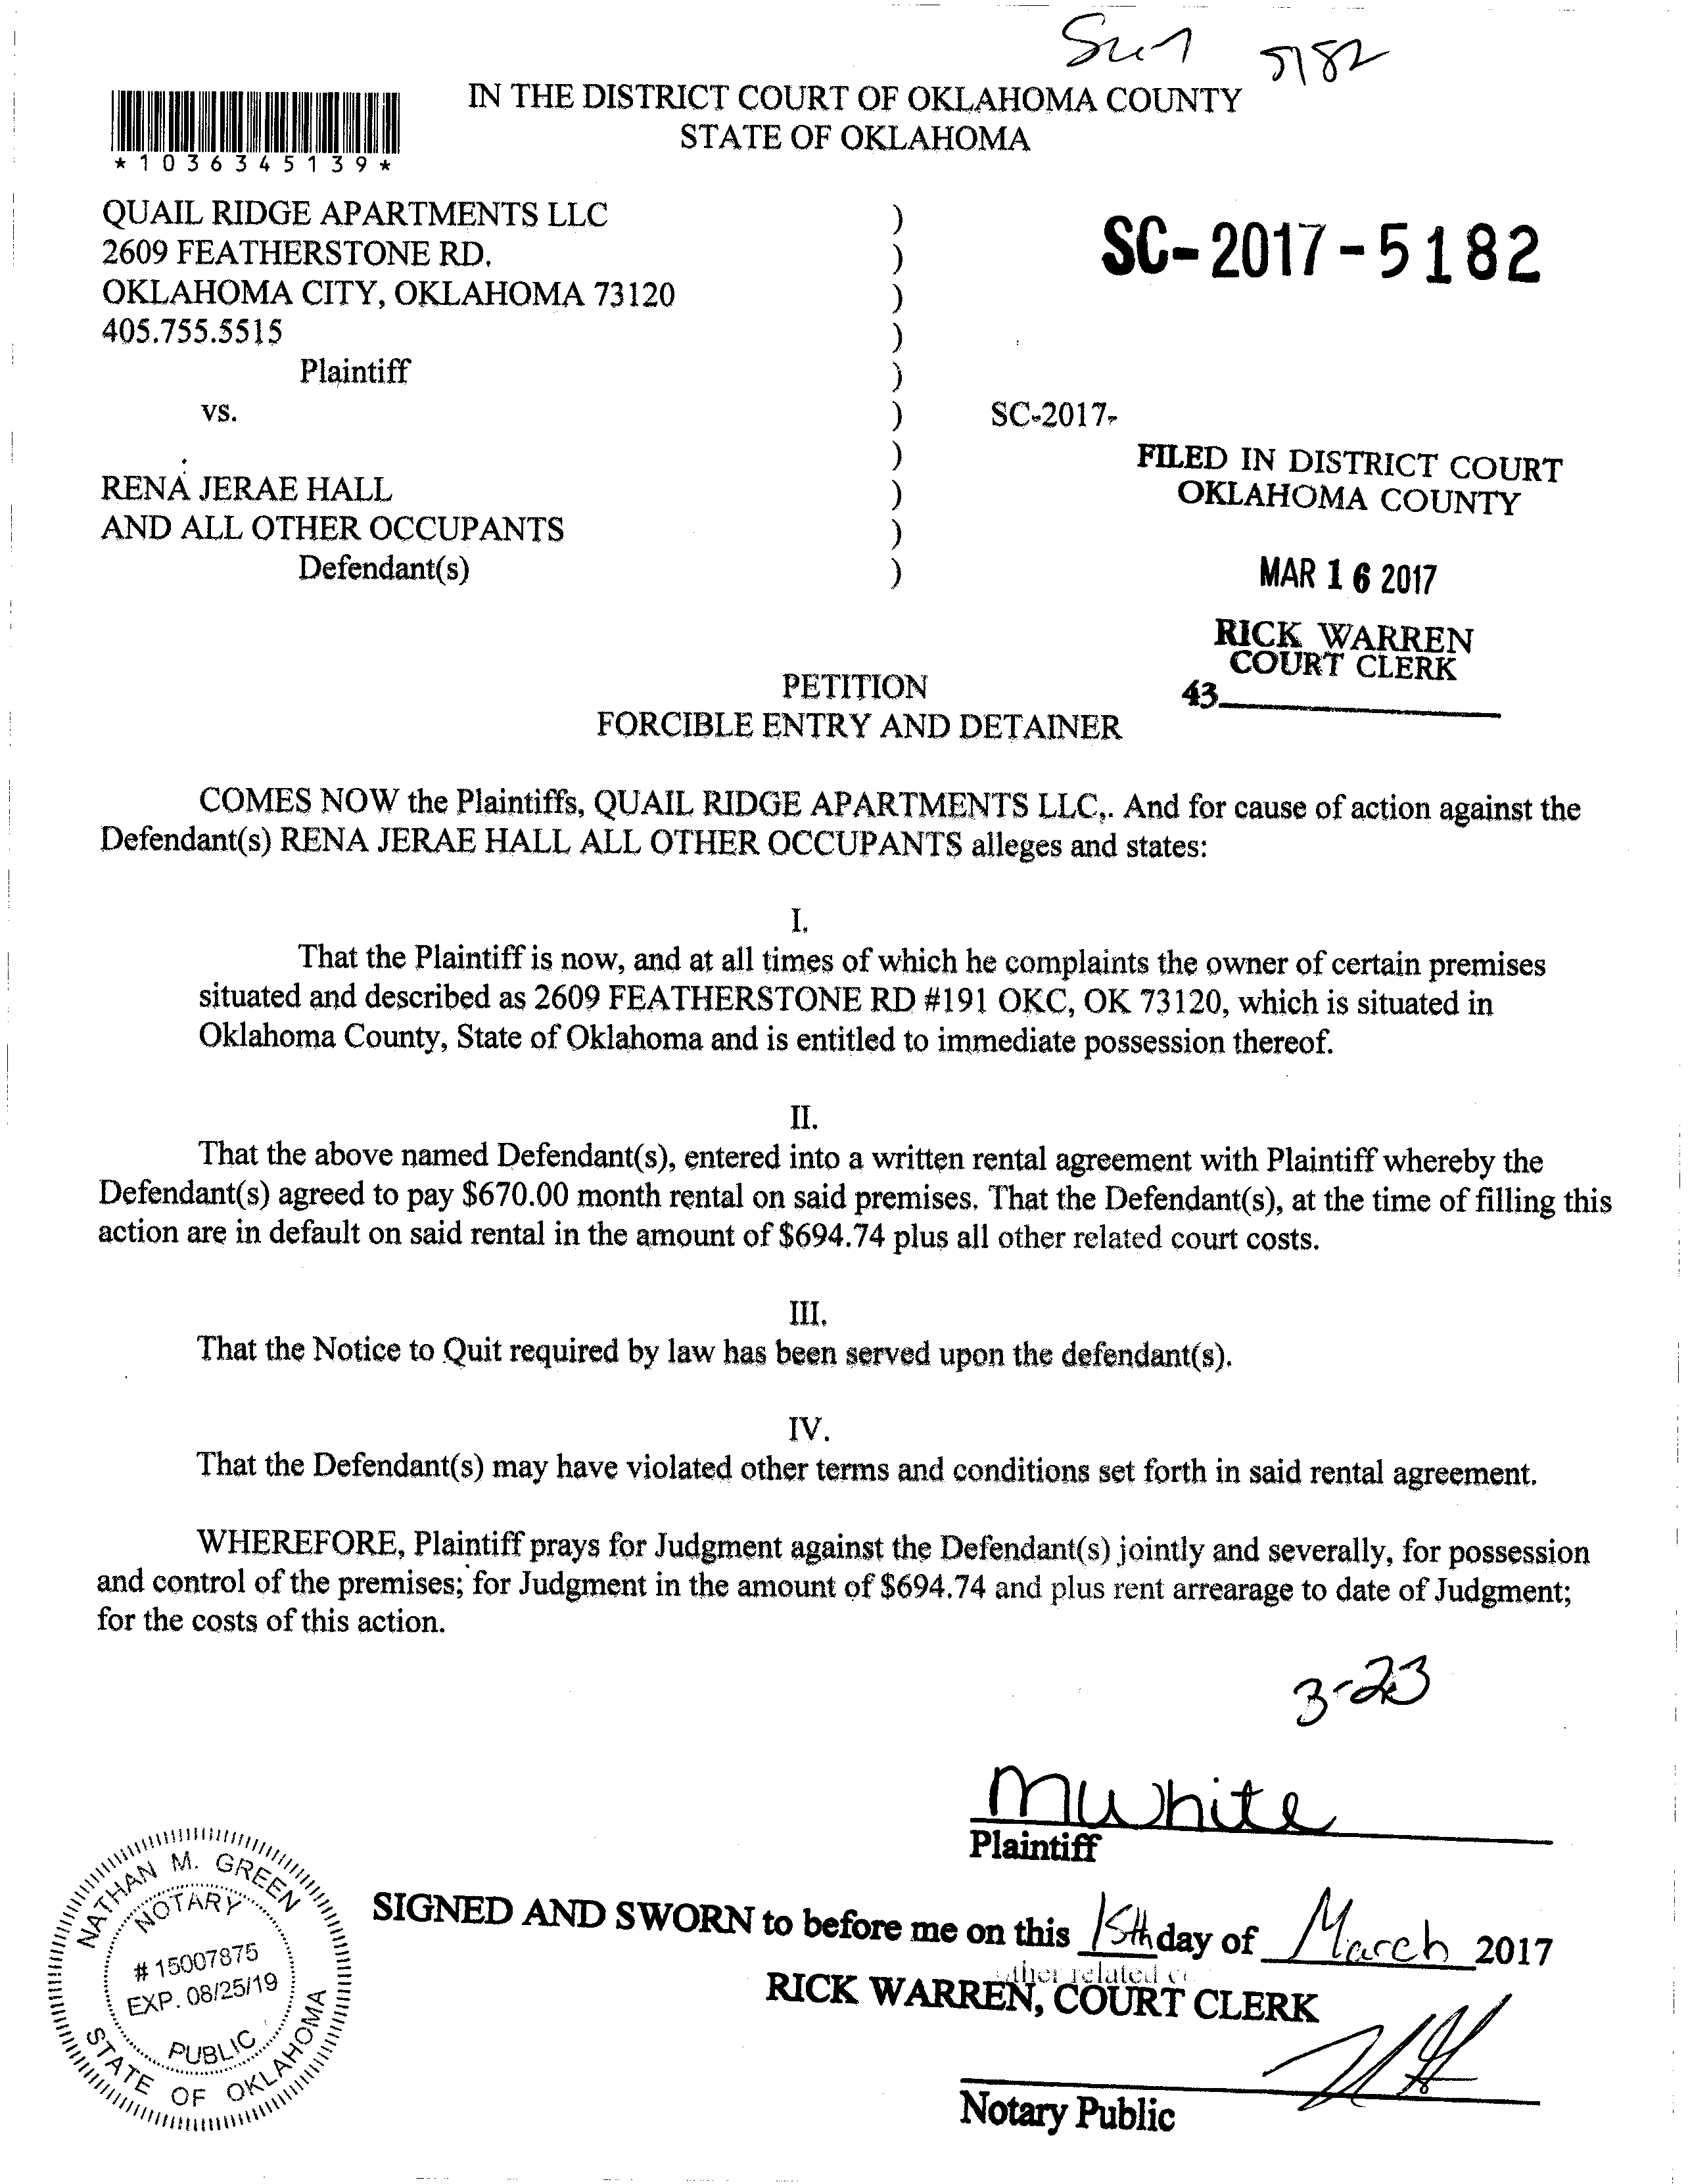 5182
IN THE DISTRICT COURT OF OKLAHOMA COUNTY
STATE OF OKLAHOMA
*1036345139*
QUAIL RIDGE APARTMENTS LLC )
2609 FEATHERSTONE RD. )
OKLAHOMA CITY, OKLAHOMA 73120 )
405.755.5515 )
Plaintiff )
SC-2017-5182
vs. ) SC-2017-
)
RENA JERAE HALL )
AND ALL OTHER OCCUPANTS )
Defendant(s) )
FILED IN DISTRICT COURT
OKLAHOMA COUNTY
MAR 16 2017
RICK WARREN
COURT CLERK
43
PETITION
FORCIBLE ENTRY AND DETAINER
COMES NOW the Plaintiffs, QUAIL RIDGE APARTMENTS LLC,. And for cause of action against the
Defendant(s) RENA JERAE HALL ALL OTHER OCCUPANTS alleges and states:
I.
That the Plaintiff is now, and at all times of which he complaints the owner of certain premises
situated and described as 2609 FEATHERSTONE RD #191 OKC, OK 73120, which is situated in
Oklahoma County, State of Oklahoma and is entitled to immediate possession thereof.
II.
That the above named Defendant(s), entered into a written rental agreement with Plaintiff whereby the
Defendant(s) agreed to pay $670.00 month rental on said premises. That the Defendant(s), at the time of filling this
action are in default on said rental in the amount of $694.74 plus all other related court costs.
III.
That the Notice to Quit required by law has been served upon the defendant(s).
IV.
That the Defendant(s) may have violated other terms and conditions set forth in said rental agreement.
WHEREFORE, Plaintiff prays for Judgment against the Defendant(s) jointly and severally, for possession
and control of the premises; for Judgment in the amount of $694.74 and plus rent arrearage to date of Judgment;
for the costs of this action.
3-23
MWhite
Plaintiff
SIGNED AND SWORN to before me on this 15th day of March 2017
other related
RICK WARREN, COURT CLERK
Notary Public
NATHAN M. GREEN
NOTARY
# 15007875
EXP. 08/25/19
PUBLIC
STATE OF OKLAHOMA